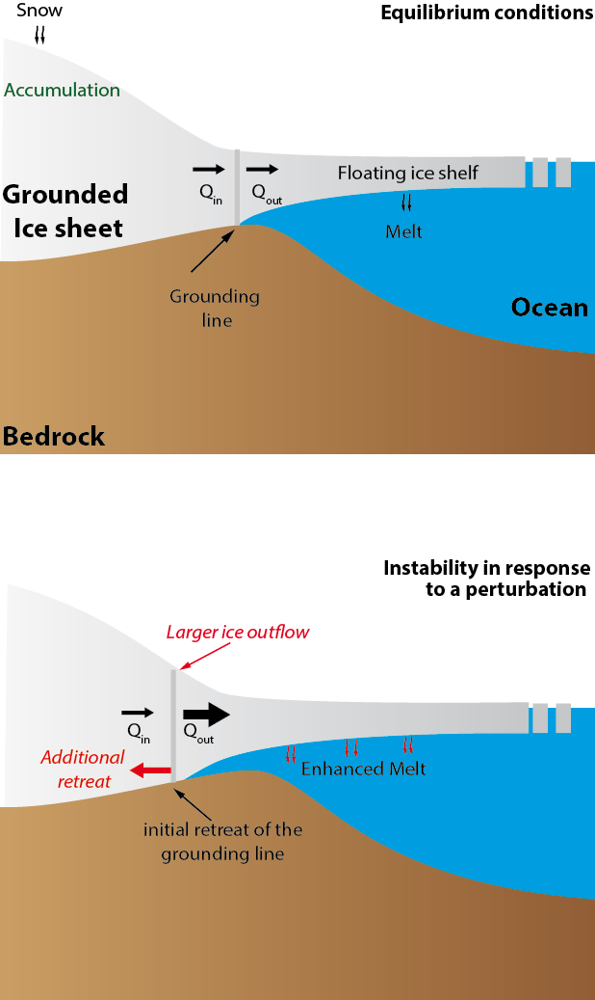 Snow
Equilibrium conditions
Accumulation
Qin
Qout
Floating ice shelf
Grounded
Ice sheet
Melt
Grounding
line
Ocean
Bedrock
Instability in response
to a perturbation
Larger ice outflow
Qin
Qout
Additional
retreat
Enhanced Melt
initial retreat of the
grounding line